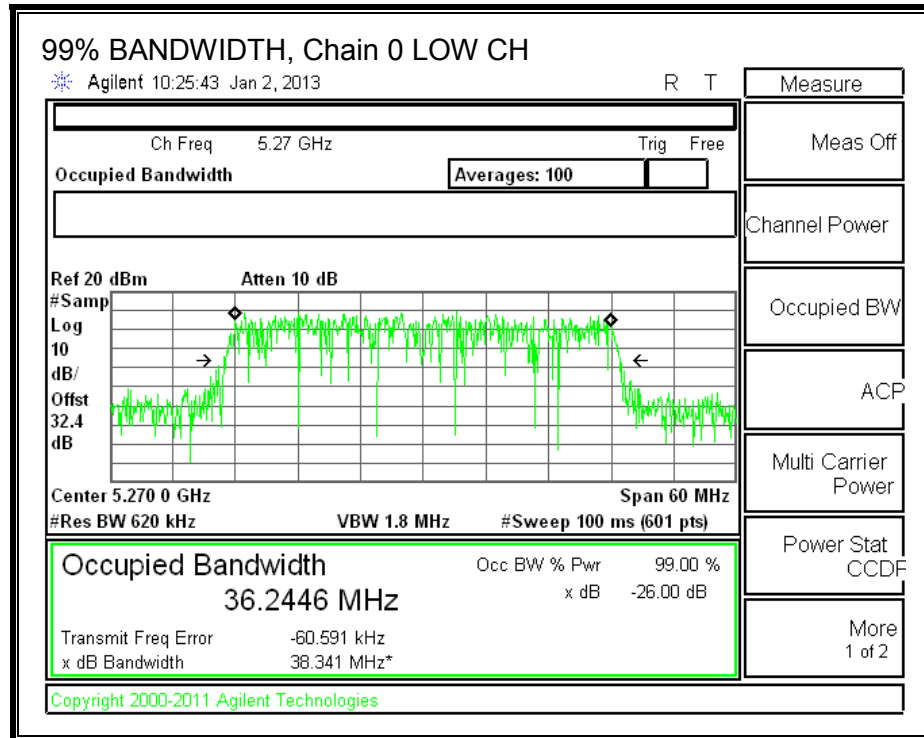 99% BANDWIDTH, Chain 0 LOW CH
Agilent 10:25:43 Jan 2, 2013 R T
Measure
Ch Freq 5.27 GHz Trig Free
Occupied Bandwidth Averages: 100
Ref 20 dBm Atten 10 dB
#Samp
Log
10
dB/
Offst
32.4
dB
Center 5.270 0 GHz Span 60 MHz
#Res BW 620 kHz VBW 1.8 MHz #Sweep 100 ms (601 pts)
Occupied Bandwidth Occ BW % Pwr 99.00 %
36.2446 MHz x dB -26.00 dB
Transmit Freq Error -60.591 kHz
x dB Bandwidth 38.341 MHz*
Copyright 2000-2011 Agilent Technologies
Meas Off
Channel Power
Occupied BW
ACP
Multi Carrier
Power
Power Stat
CCDF
More
1 of 2